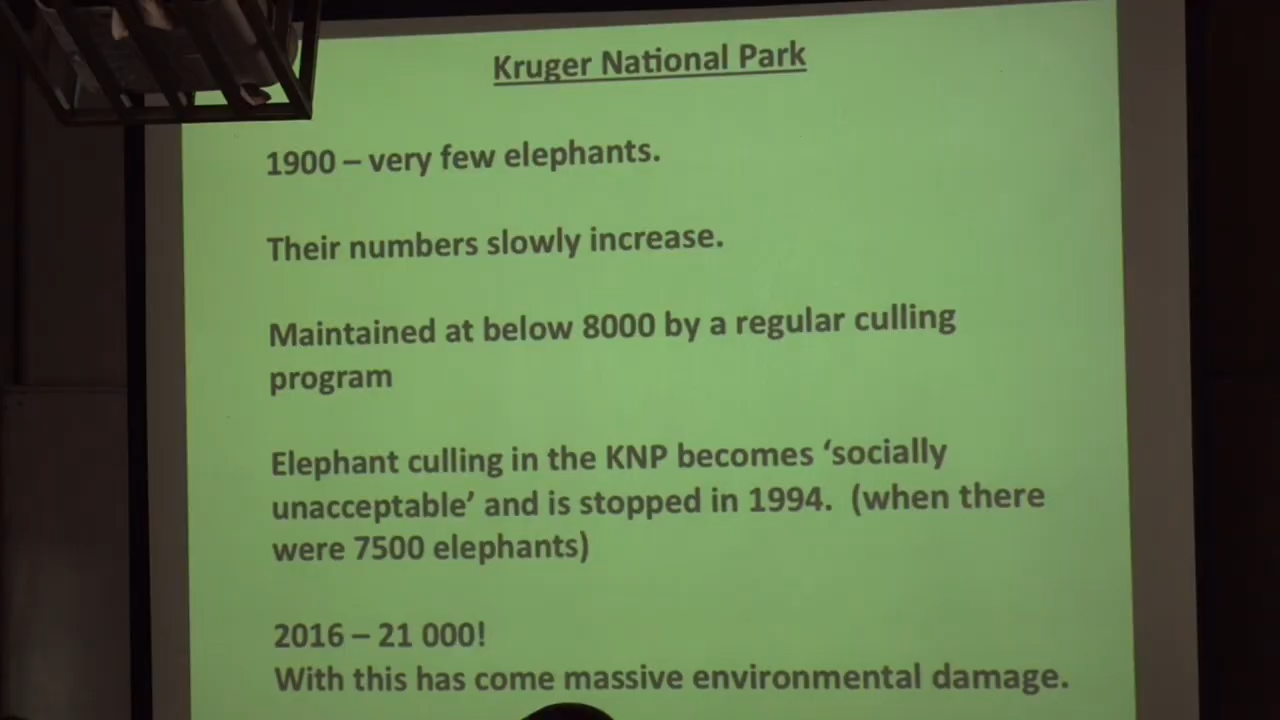 Kruger National Park
1900 – very few elephants.
Their numbers slowly increase.
Maintained at below 8000 by a regular culling
program
Elephant culling in the KNP becomes ‘socially
unacceptable’ and is stopped in 1994.  (when there
were 7500 elephants)
2016 – 21 000!
With this has come massive environmental damage.